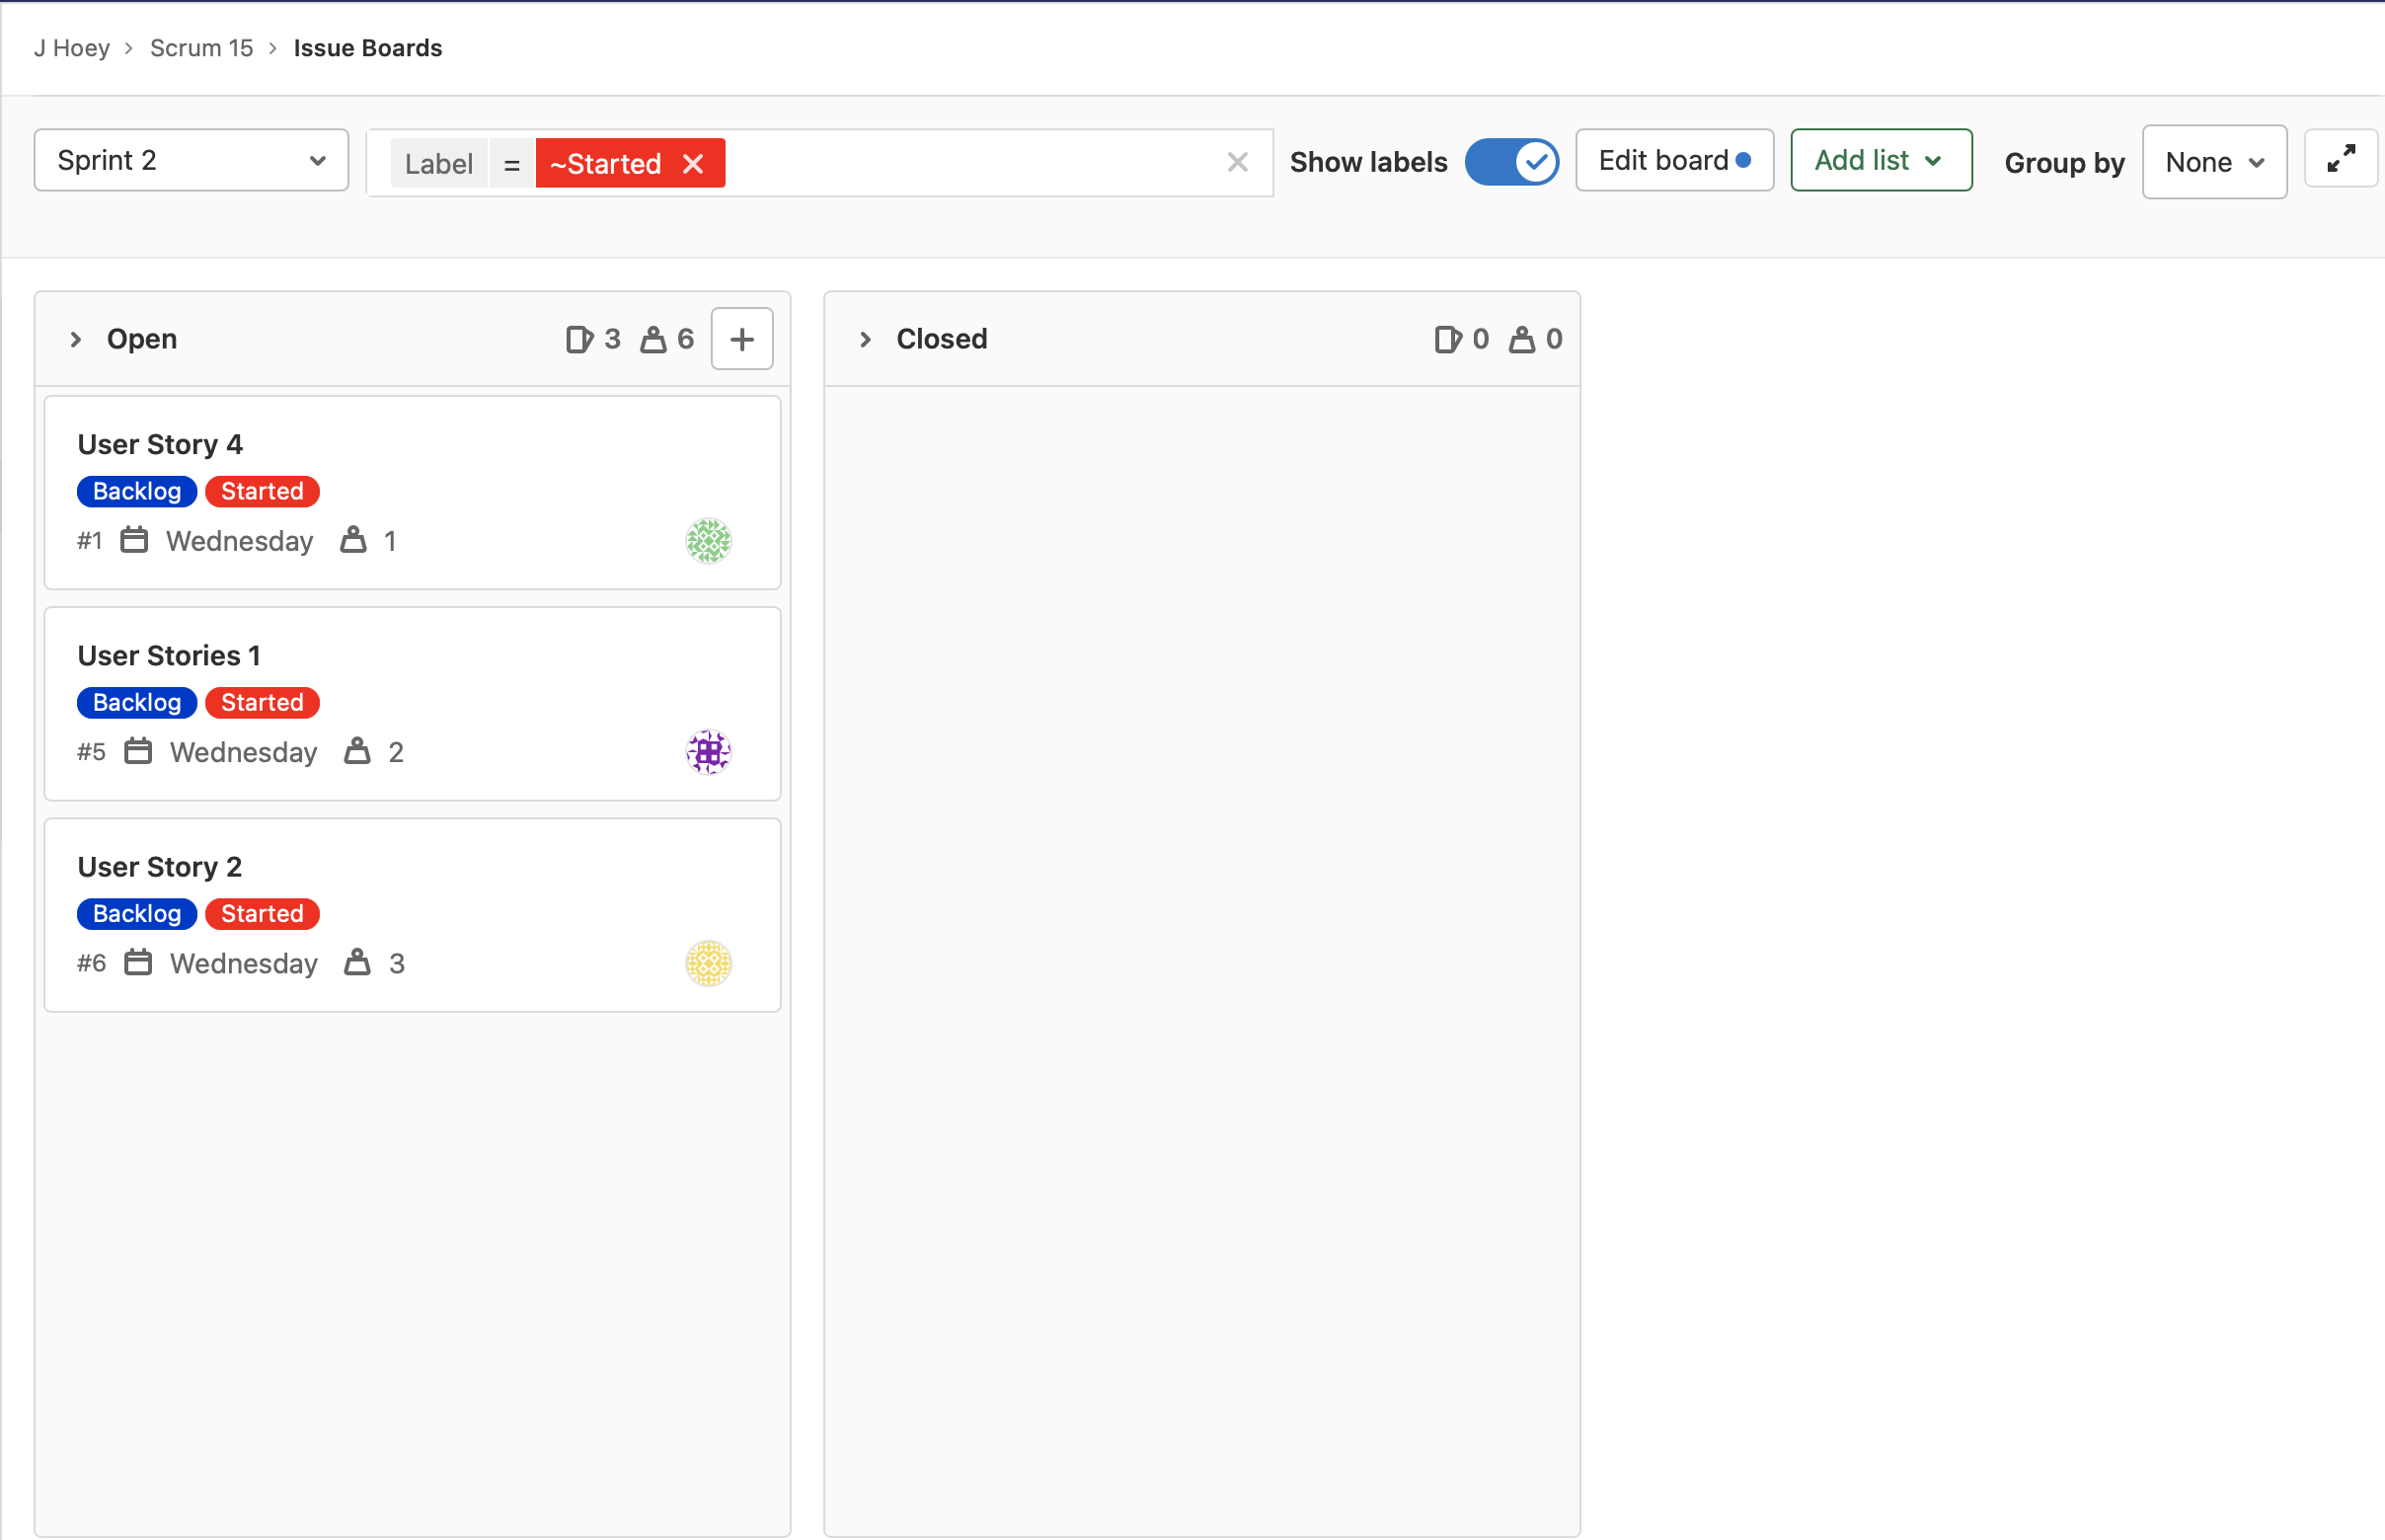 J Hoey > Scrum 15 > Issue Boards
Sprint 2
Label = ~Started
Show labels
Edit board
Add list
Group by
None
Open 3 6
User Story 4
Backlog Started
#1 Wednesday 1
User Stories 1
Backlog Started
#5 Wednesday 2
User Story 2
Backlog Started
#6 Wednesday 3
Closed 0 0